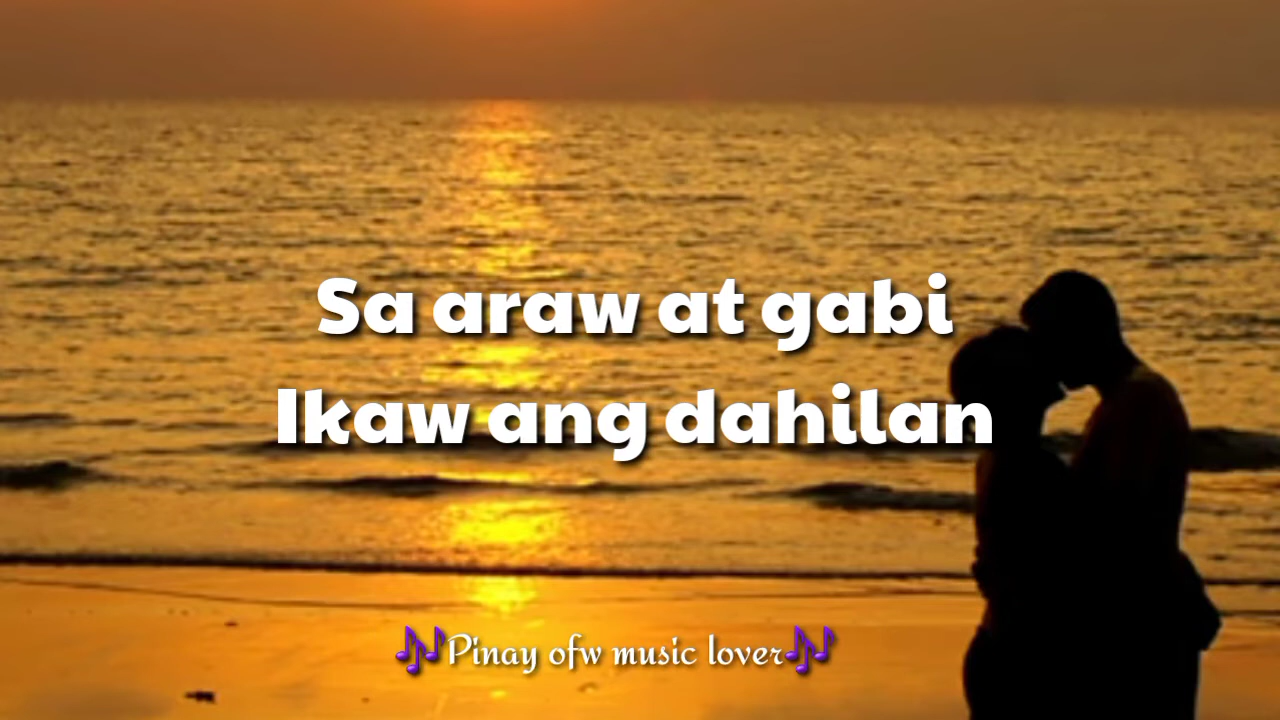 Sa araw at gabi
Ikaw ang dahilan
🎶Pinay ofw music lover🎶